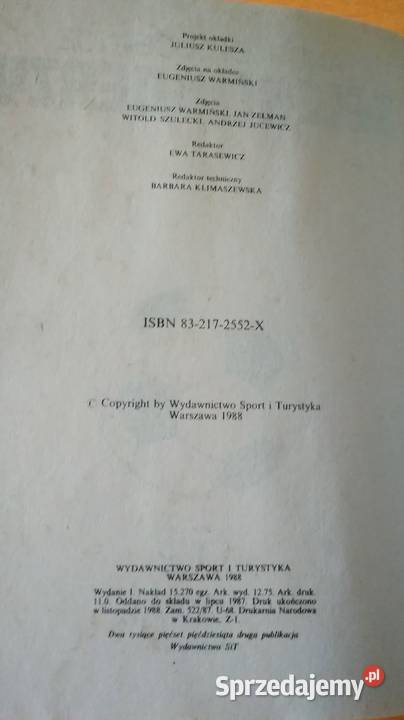 Projekt okładki
JULIUSZ KULESZA
Zdjęcia na okładce
EUGENIUSZ WARMIŃSKI
Zdjęcia
EUGENIUSZ WARMIŃSKI, JAN ZELMAN
WITOLD SZULECKI, ANDRZEJ JUCEWICZ
Redaktor
EWA TARASEWICZ
Redaktor techniczny
BARBARA KLIMASZEWSKA
ISBN 83-217-2552-X
© Copyright by Wydawnictwo Sport i Turystyka
Warszawa 1988
WYDAWNICTWO SPORT I TURYSTYKA
WARSZAWA 1988
Wydanie I. Nakład 15.270 egz. Ark. wyd. 12.75. Ark. druk.
11.0. Oddano do składu w lipcu 1987. Druk ukończono
w listopadzie 1988. Zam. 522/87. U-68. Drukarnia Narodowa
w Krakowie, Z-1.
Dwa tysiące pięćset pięćdziesiąta druga publikacja
Wydawnictwa SiT
Sprzedajemy.pl